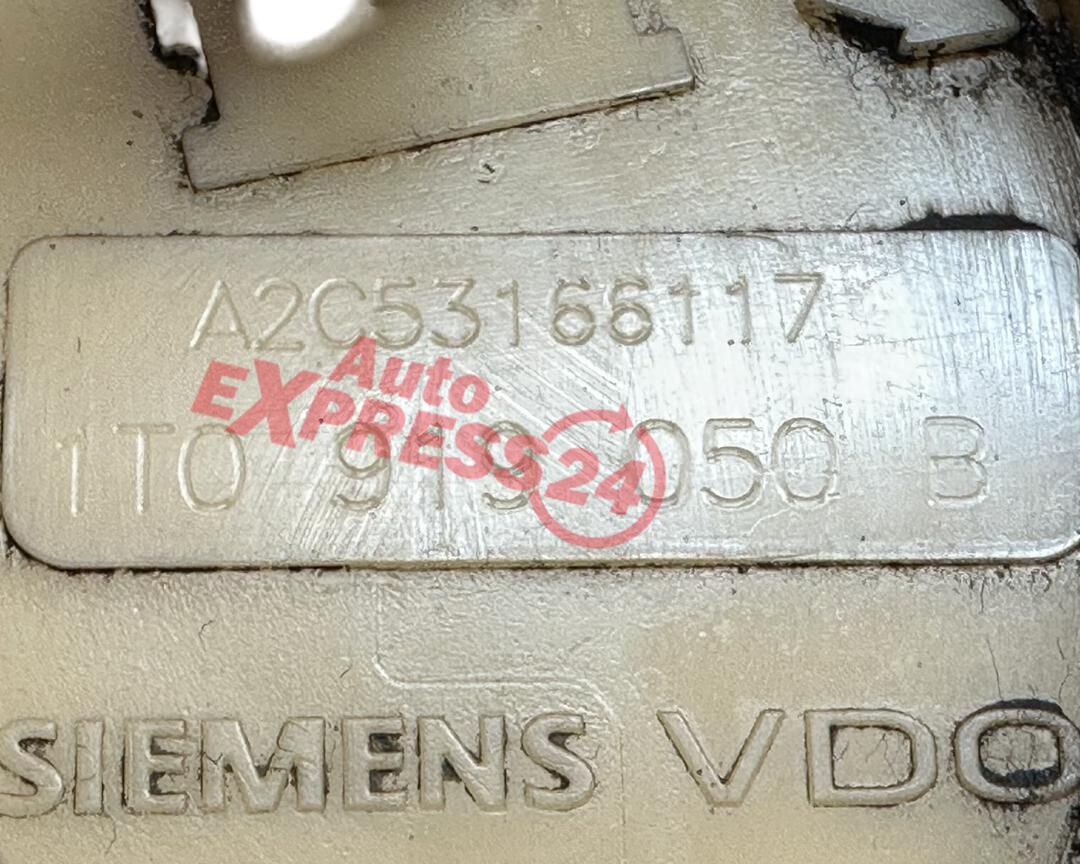 A2C53166117
Auto
EXPRESS24
1T0 919 050 B
SIEMENS VDO